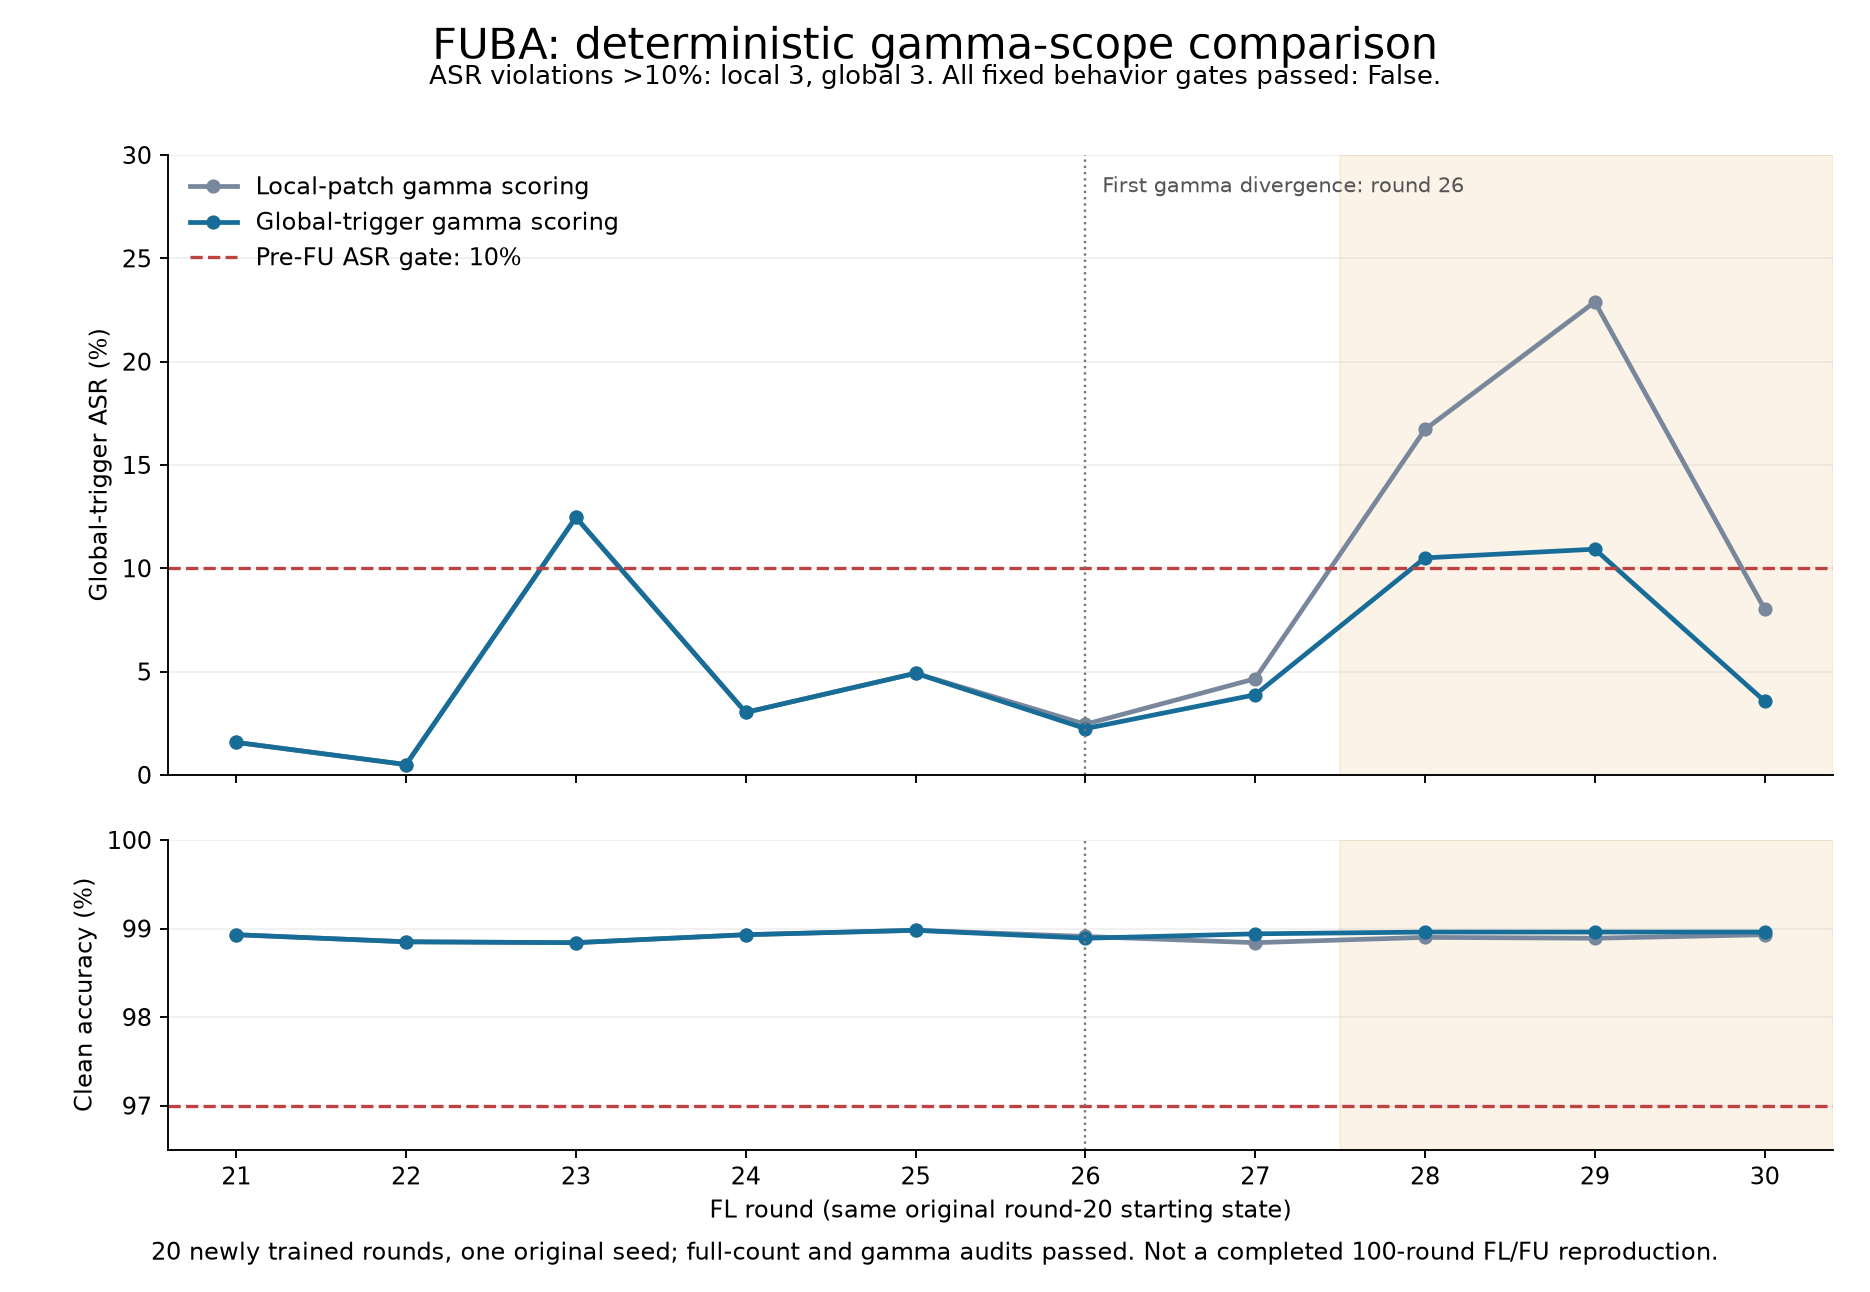 FUBA: deterministic gamma-scope comparison
ASR violations >10%: local 3, global 3. All fixed behavior gates passed: False.
Local-patch gamma scoring
Global-trigger gamma scoring
Pre-FU ASR gate: 10%
First gamma divergence: round 26
Global-trigger ASR (%)
30
25
20
15
10
5
0
Clean accuracy (%)
100
99
98
97
21 22 23 24 25 26 27 28 29 30
FL round (same original round-20 starting state)
20 newly trained rounds, one original seed; full-count and gamma audits passed. Not a completed 100-round FL/FU reproduction.